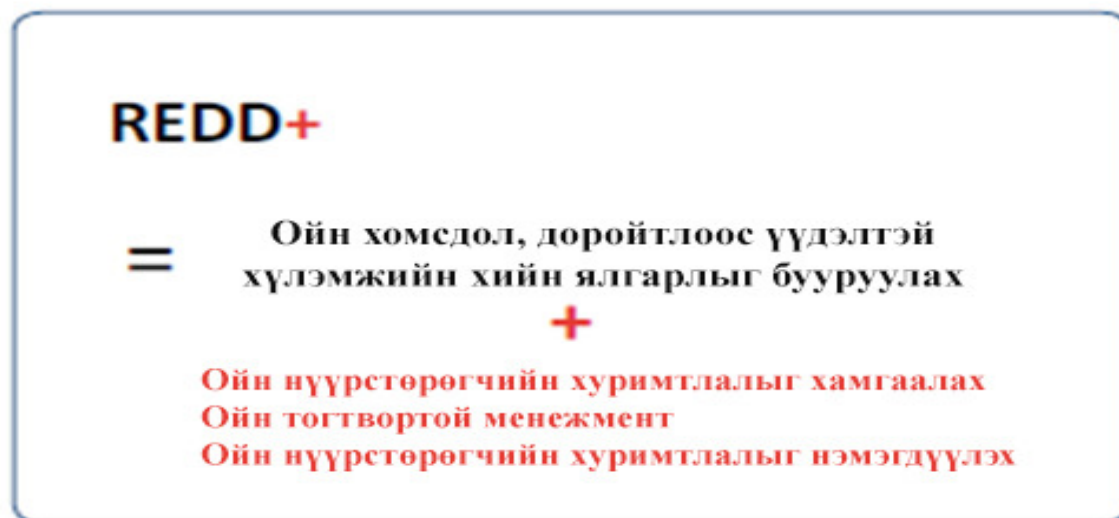 REDD+
= Ойн хомсдол, доройтлоос үүдэлтэй
хүлэмжийн хийн ялгарлыг бууруулах
+
Ойн нүүрстөрөгчийн хуримтлалыг хамгаалах
Ойн тогтвортой менежмент
Ойн нүүрстөрөгчийн хуримтлалыг нэмэгдүүлэх